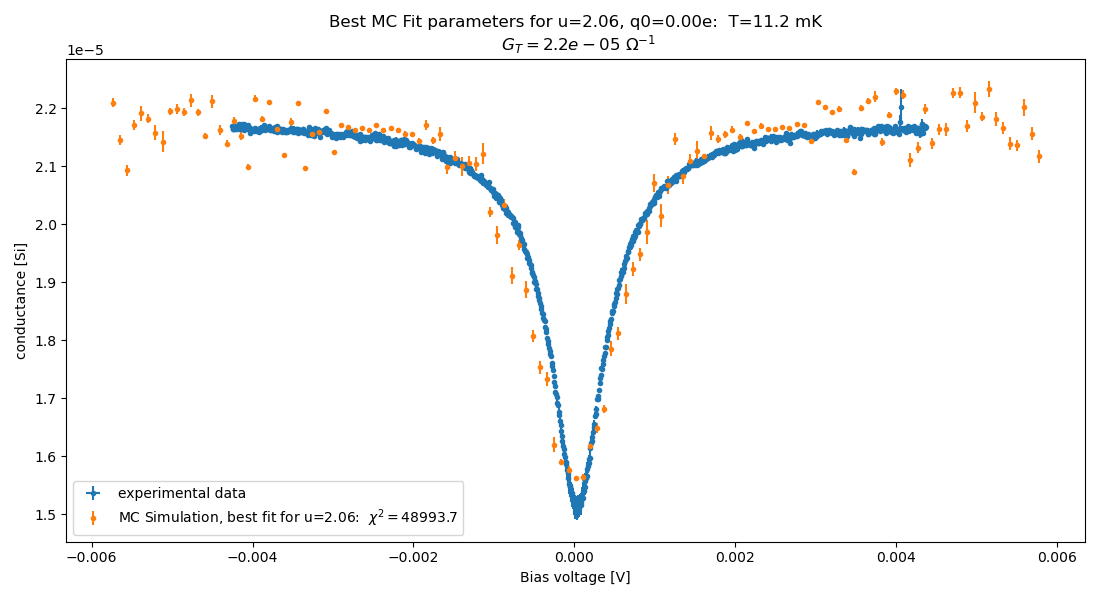 Best MC Fit parameters for u=2.06, q0=0.00e:  T=11.2 mK
$G_T = 2.2e-05\ \Omega^{-1}$
1e−5
2.2
2.1
2.0
1.9
1.8
1.7
1.6
1.5
conductance [Si]
experimental data
MC Simulation, best fit for u=2.06:  $\chi^2 = 48993.7$
−0.006
−0.004
−0.002
0.000
0.002
0.004
0.006
Bias voltage [V]